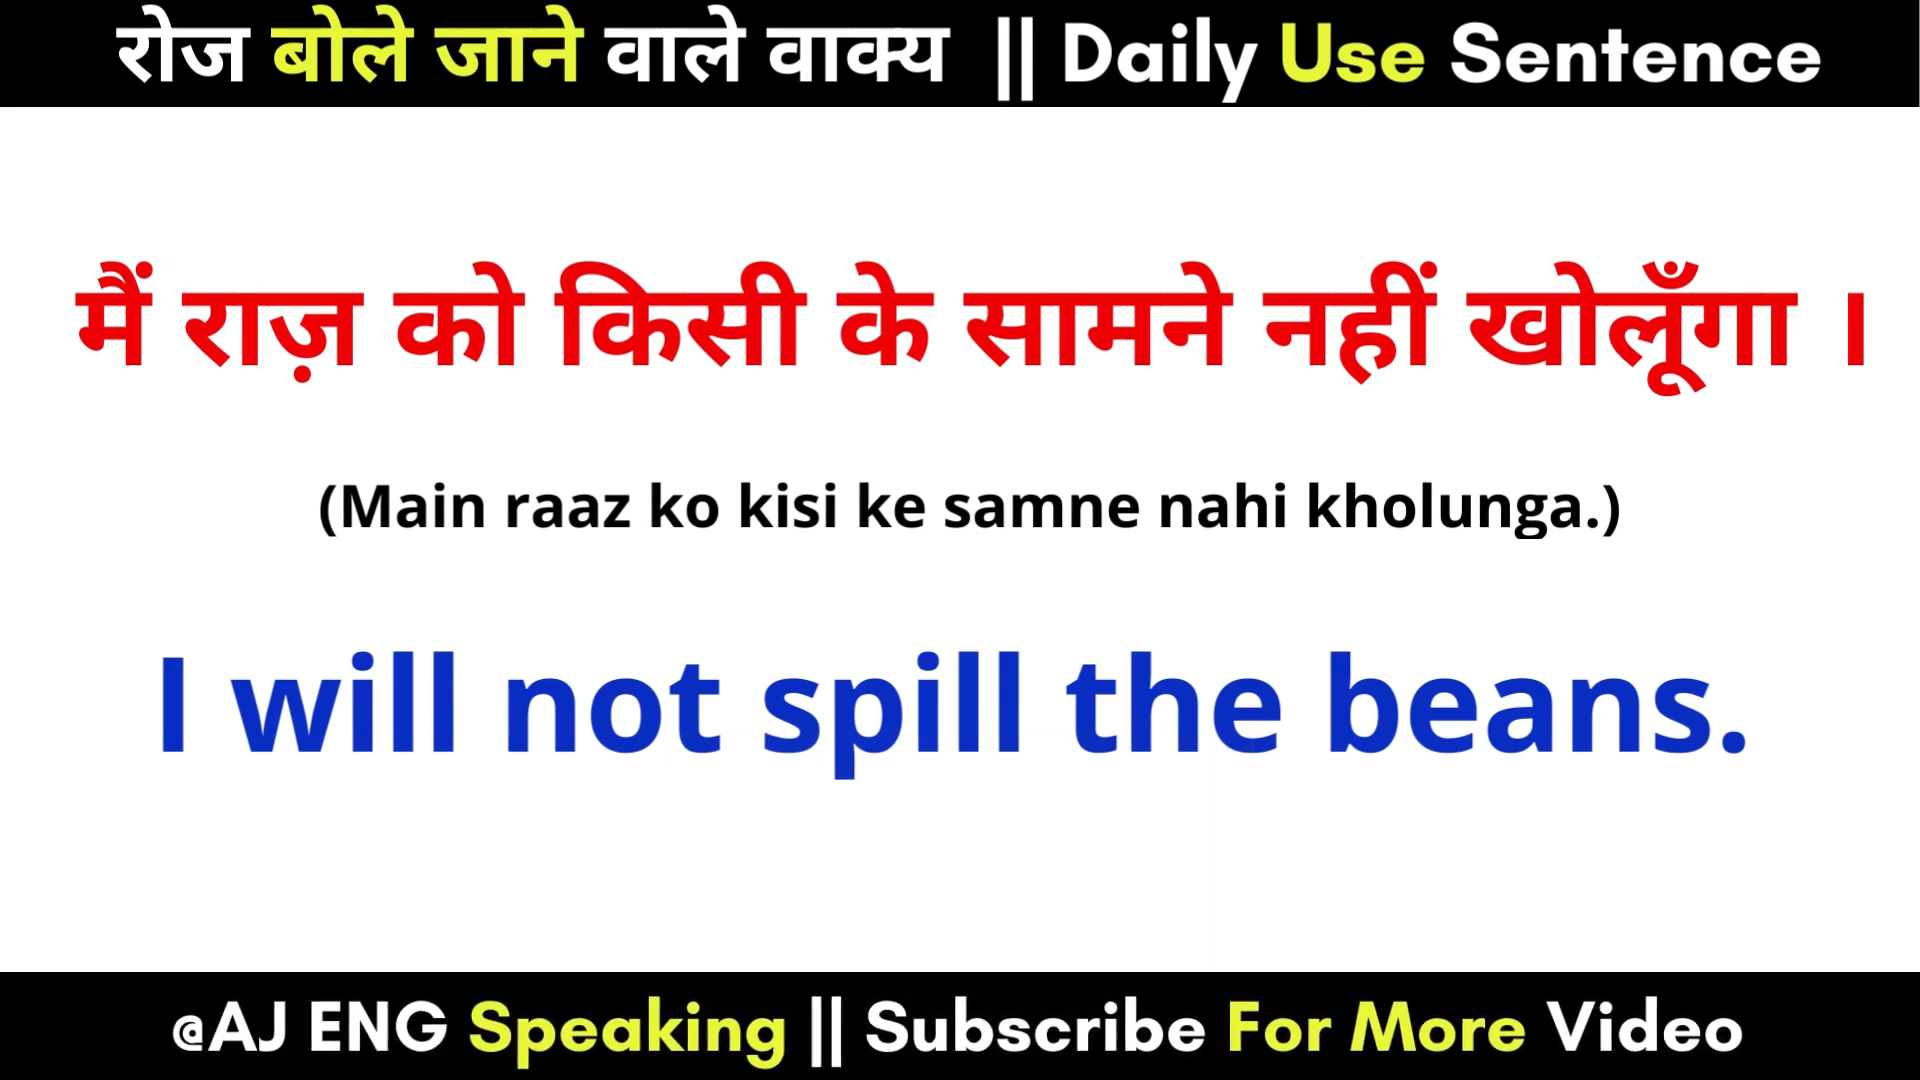 रोज बोले जाने वाले वाक्य || Daily Use Sentence
मैं राज़ को किसी के सामने नहीं खोलूँगा ।
(Main raaz ko kisi ke samne nahi kholunga.)
I will not spill the beans.
@AJ ENG Speaking || Subscribe For More Video